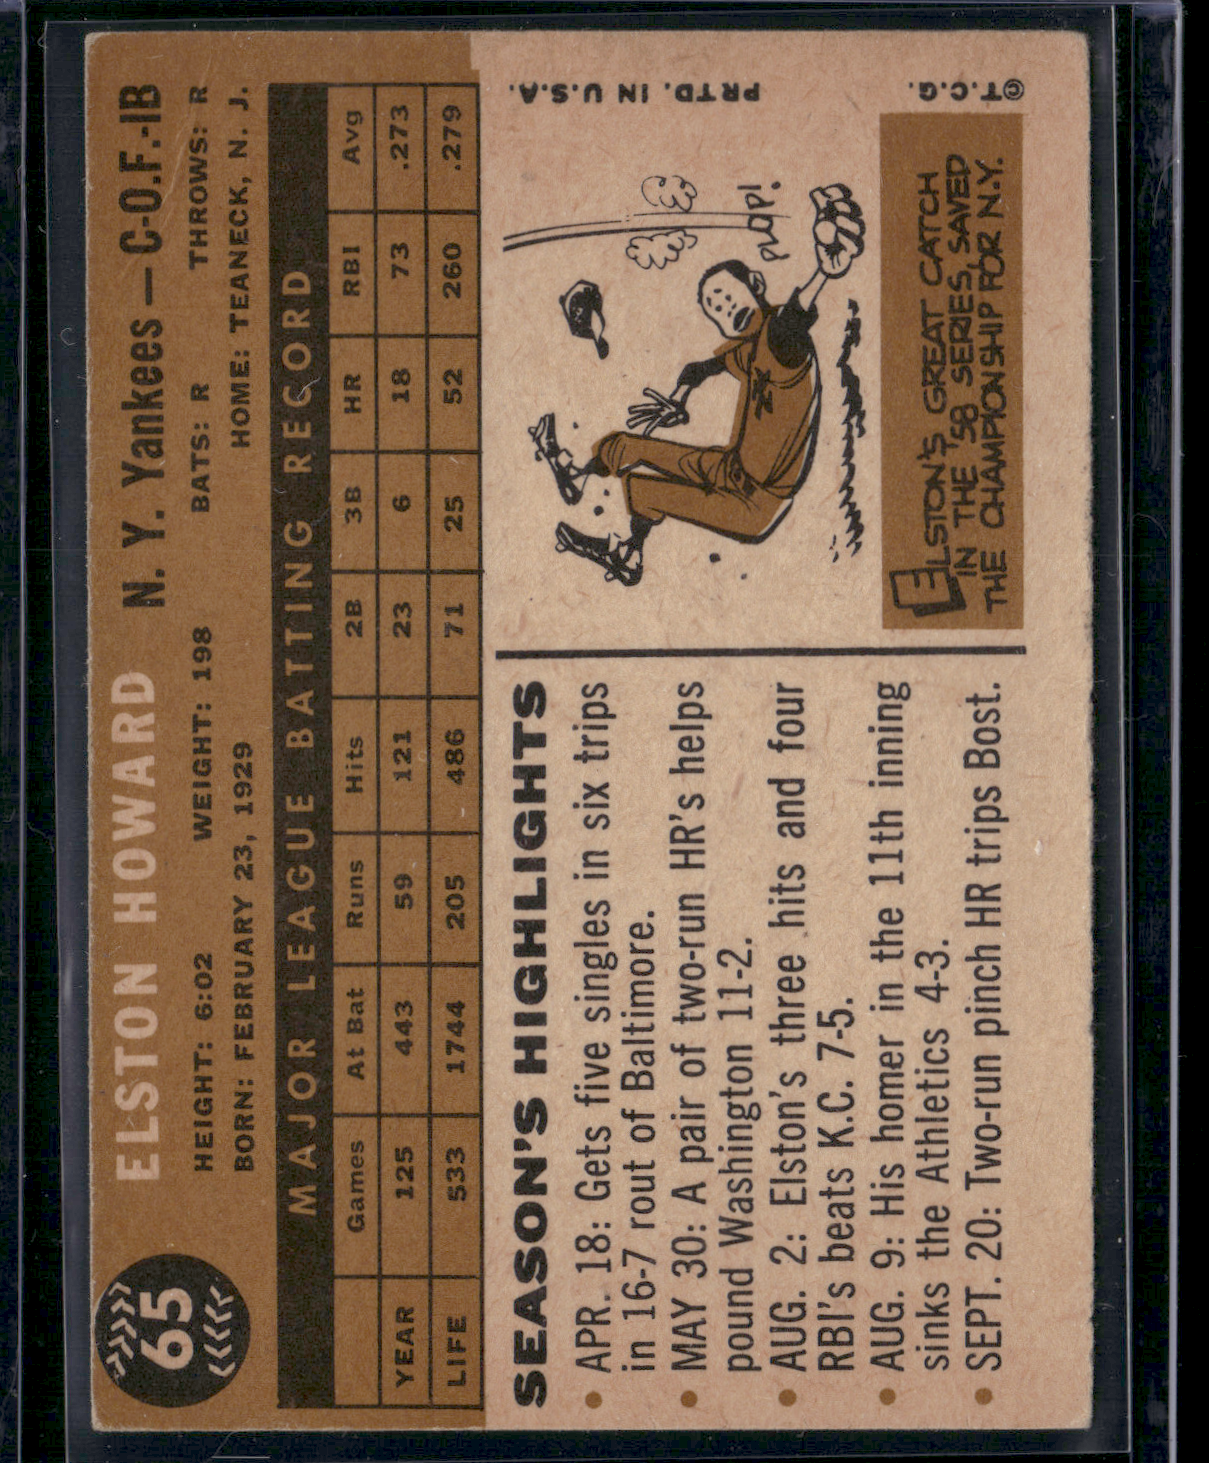 65
ELSTON HOWARD N. Y. Yankees — C-O.F.-1B
HEIGHT: 6:02 WEIGHT: 198 BATS: R THROWS: R
BORN: FEBRUARY 23, 1929 HOME: TEANECK, N. J.
MAJOR LEAGUE BATTING RECORD
Games At Bat Runs Hits 2B 3B HR RBI Avg
YEAR 125 443 59 121 23 6 18 73 .273
LIFE 533 1744 205 486 71 25 52 260 .279
SEASON'S HIGHLIGHTS
• APR. 18: Gets five singles in six trips
in 16-7 rout of Baltimore.
• MAY 30: A pair of two-run HR's helps
pound Washington 11-2.
• AUG. 2: Elston's three hits and four
RBI's beats K.C. 7-5.
• AUG. 9: His homer in the 11th inning
sinks the Athletics 4-3.
• SEPT. 20: Two-run pinch HR trips Bost.
PLOP!
ELSTON'S GREAT CATCH
IN THE '58 SERIES, SAVED
THE CHAMPIONSHIP FOR N.Y.
©T.C.G.
PRTD. IN U.S.A.